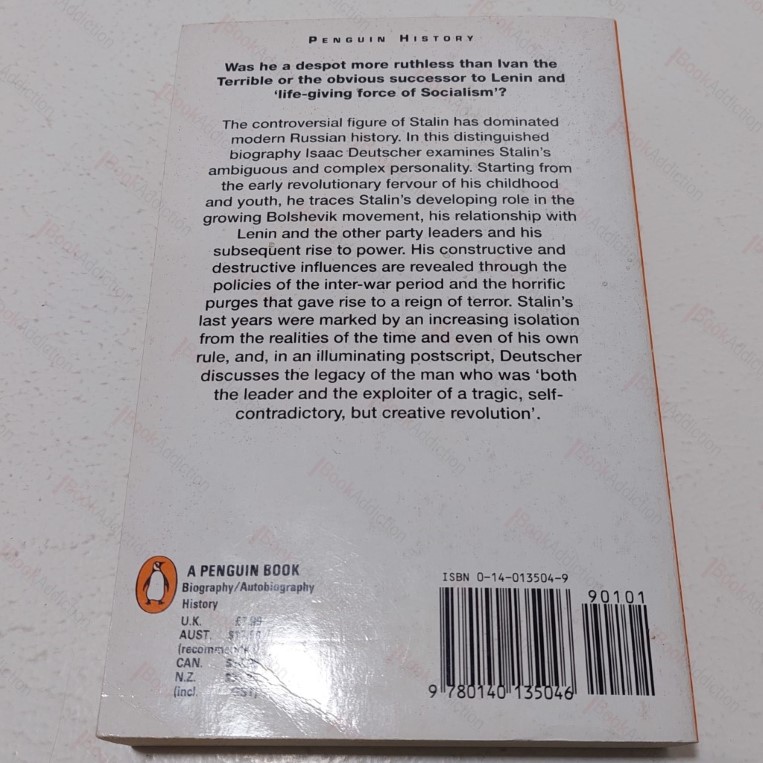 PENGUIN HISTORY
Was he a despot more ruthless than Ivan the
Terrible or the obvious successor to Lenin and
‘life-giving force of Socialism’?
The controversial figure of Stalin has dominated
modern Russian history. In this distinguished
biography Isaac Deutscher examines Stalin’s
ambiguous and complex personality. Starting from
the early revolutionary fervour of his childhood
and youth, he traces Stalin’s developing role in the
growing Bolshevik movement, his relationship with
Lenin and the other party leaders and his
subsequent rise to power. His constructive and
destructive influences are revealed through the
policies of the inter-war period and the horrific
purges that gave rise to a reign of terror. Stalin’s
last years were marked by an increasing isolation
from the realities of the time and even of his own
rule, and, in an illuminating postscript, Deutscher
discusses the legacy of the man who was ‘both
the leader and the exploiter of a tragic, self-
contradictory, but creative revolution’.
A PENGUIN BOOK
Biography/Autobiography
History
U.K. £7.99
AUST.
CAN.
N.Z.
(incl.
ISBN 0-14-013504-9
90101
9 780140 135046
BookAddiction